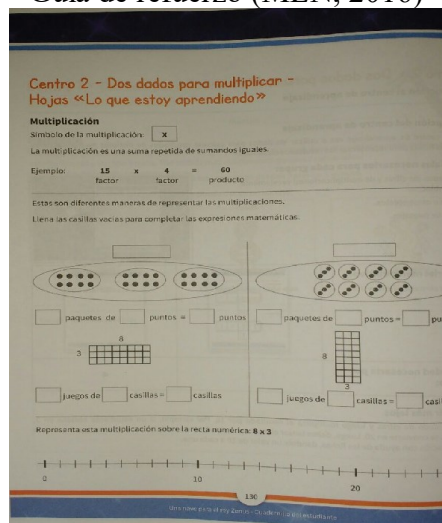 Guía de refuerzo (MEN, 2016)
Centro 2 - Dos dados para multiplicar -
Hojas «Lo que estoy aprendiendo»
Multiplicación
Símbolo de la multiplicación: x
La multiplicación es una suma repetida de sumandos iguales.
Ejemplo: 15 x 4 = 60
factor factor producto
Estas son diferentes maneras de representar las multiplicaciones.
Llena las casillas vacías para completar las expresiones matemáticas.
paquetes de puntos = puntos
paquetes de puntos = pu
8
3
8
3
juegos de casillas = casillas
juegos de casillas = casi
Representa esta multiplicación sobre la recta numérica: 8 x 3
0 10 20
130